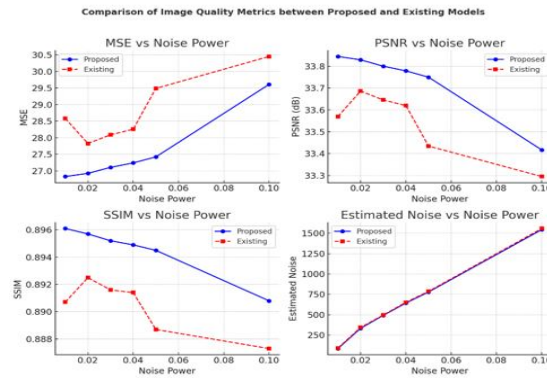 Comparison of Image Quality Metrics between Proposed and Existing Models
MSE vs Noise Power
30.5
30.0
29.5
29.0
28.5
28.0
27.5
27.0
MSE
Proposed
Existing
0.02
0.04
0.06
0.08
0.10
Noise Power
PSNR vs Noise Power
33.8
33.7
33.6
33.5
33.4
33.3
PSNR (dB)
Proposed
Existing
0.02
0.04
0.06
0.08
0.10
Noise Power
SSIM vs Noise Power
0.896
0.894
0.892
0.890
0.888
SSIM
Proposed
Existing
0.02
0.04
0.06
0.08
0.10
Noise Power
Estimated Noise vs Noise Power
1500
1250
1000
750
500
250
Estimated Noise
Proposed
Existing
0.02
0.04
0.06
0.08
0.10
Noise Power